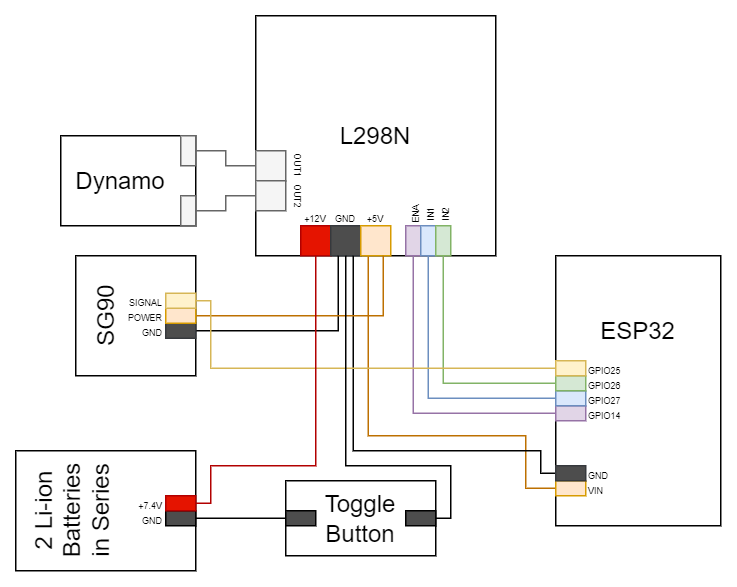 L298N
OUT1
OUT2
Dynamo
+12V
GND
+5V
ENA
IN1
IN2
SG90
SIGNAL
POWER
GND
ESP32
GPIO25
GPIO26
GPIO27
GPIO14
GND
VIN
2 Li-ion
Batteries
in Series
+7.4V
GND
Toggle
Button